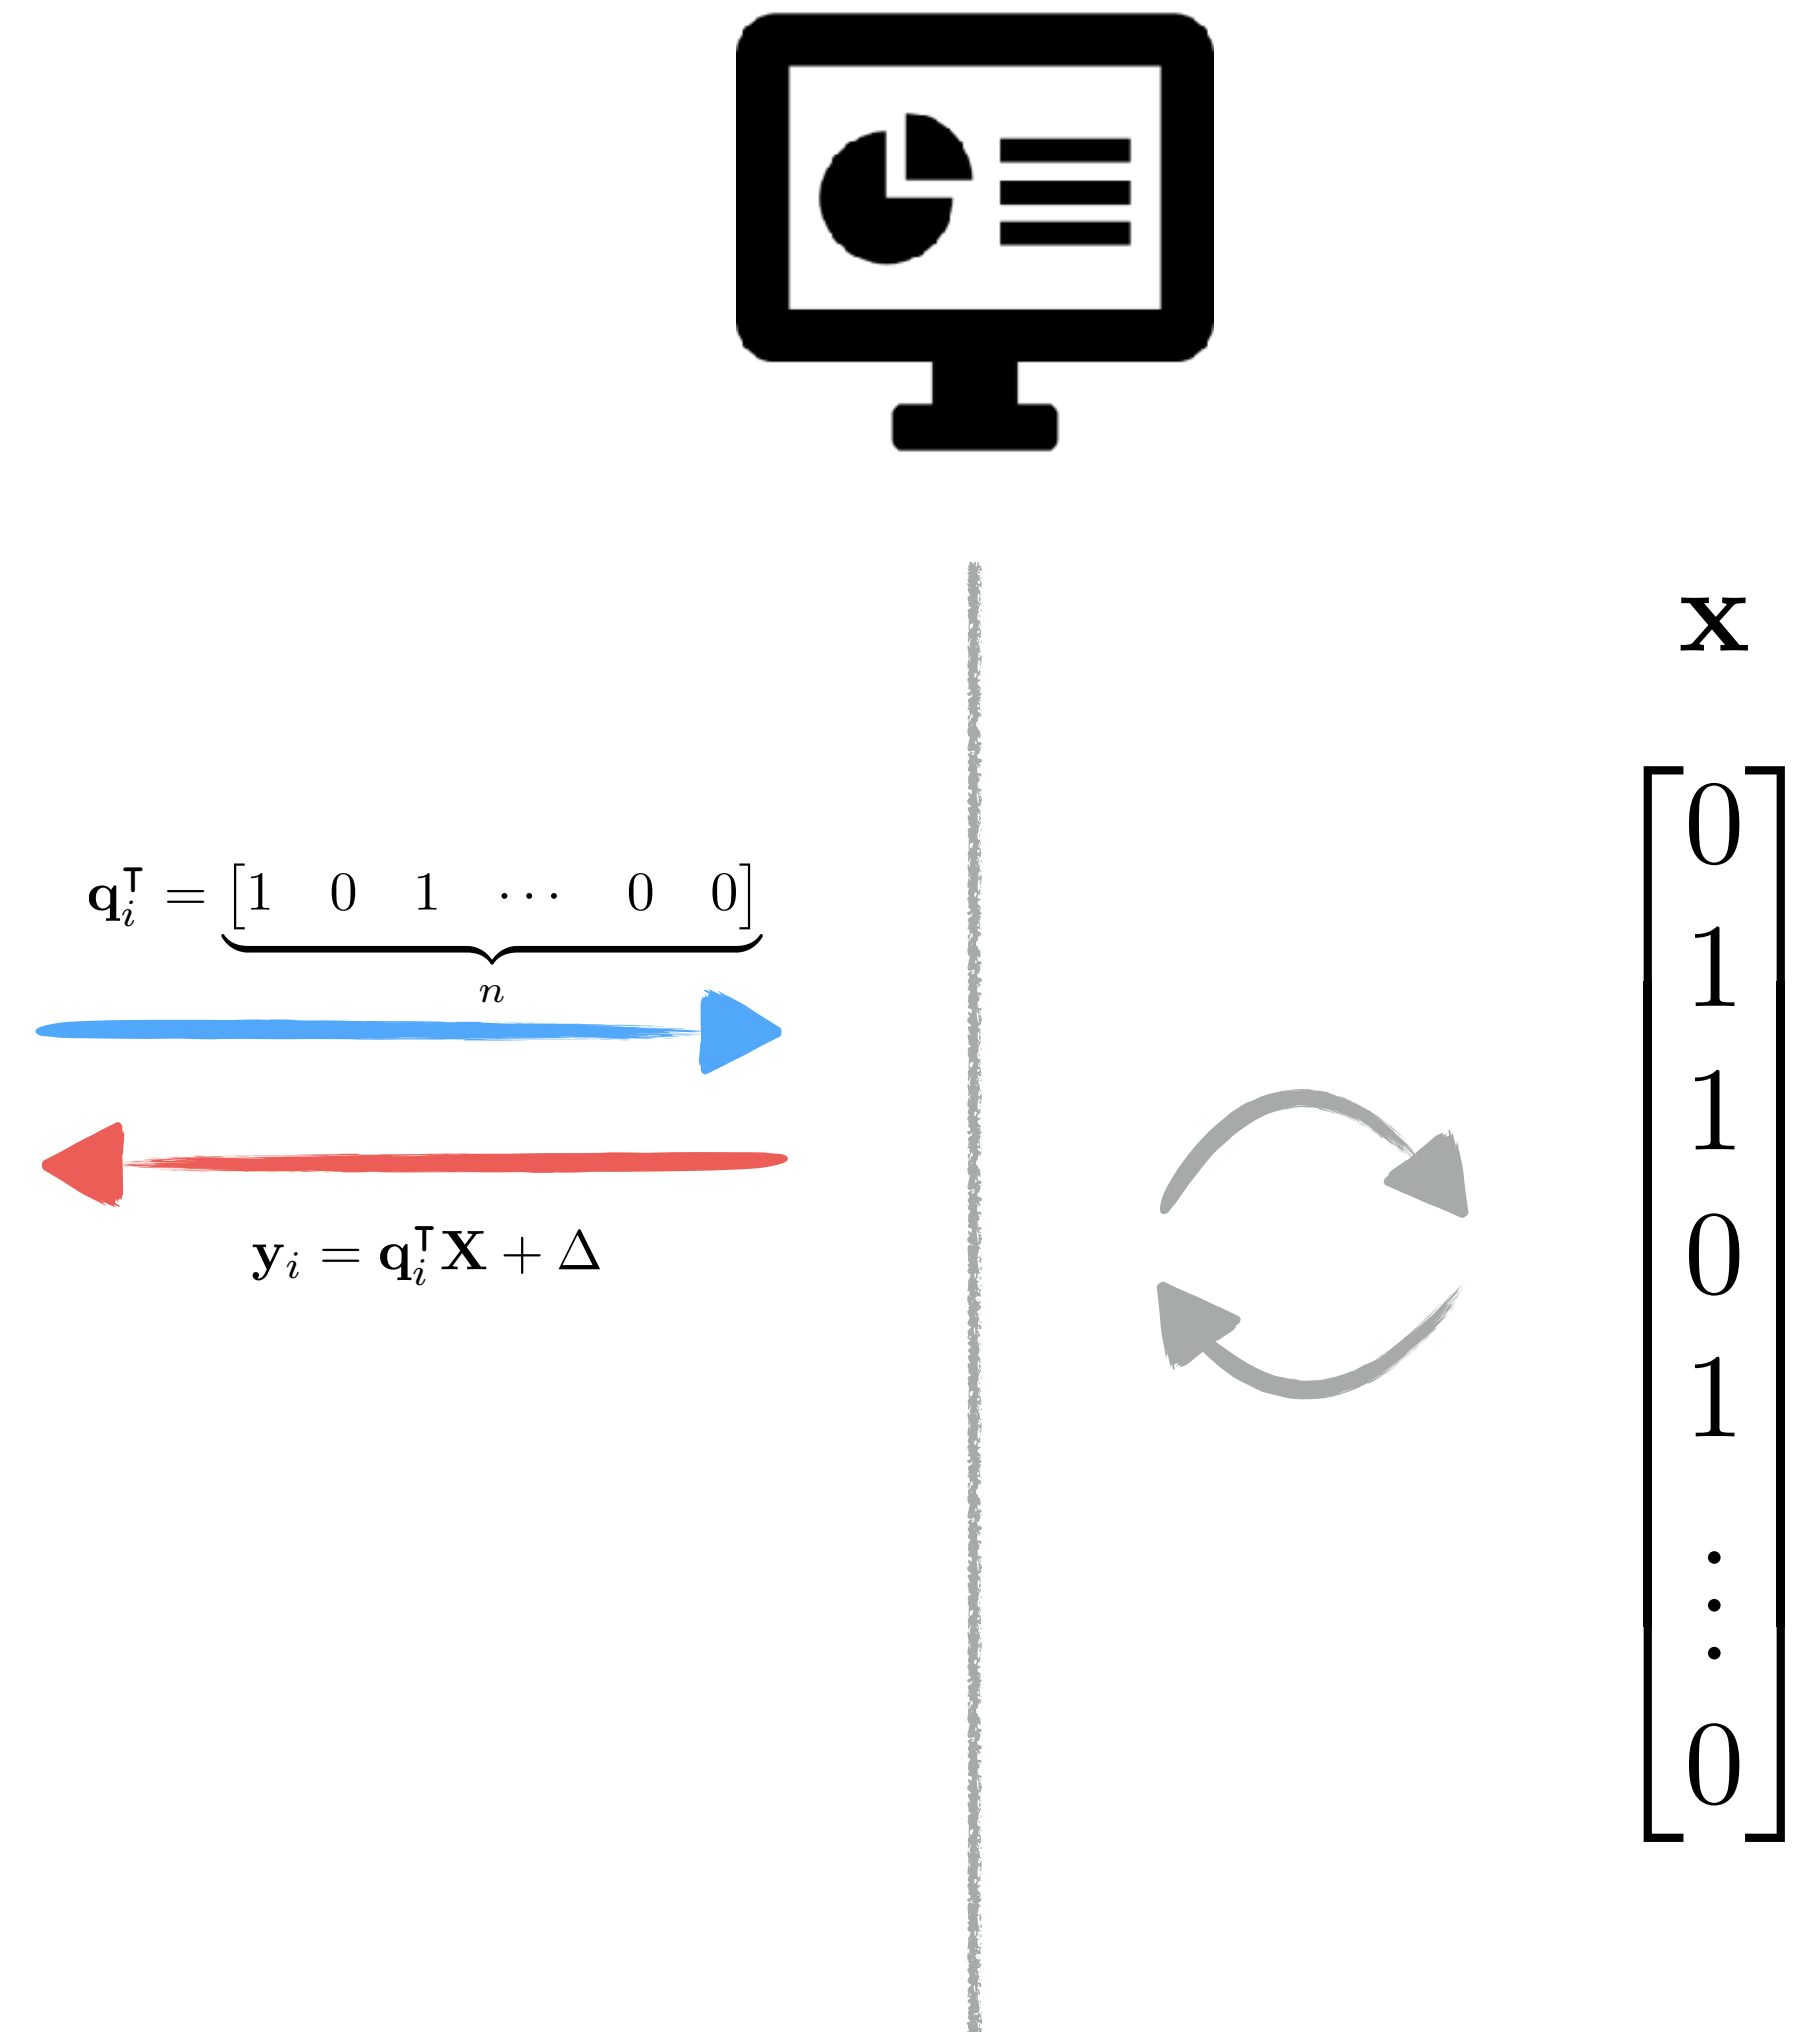 x
q_i^⊺ = [1 0 1 ⋯ 0 0]
n
y_i = q_i^⊺ X + Δ
0
1
1
0
1
⋮
0